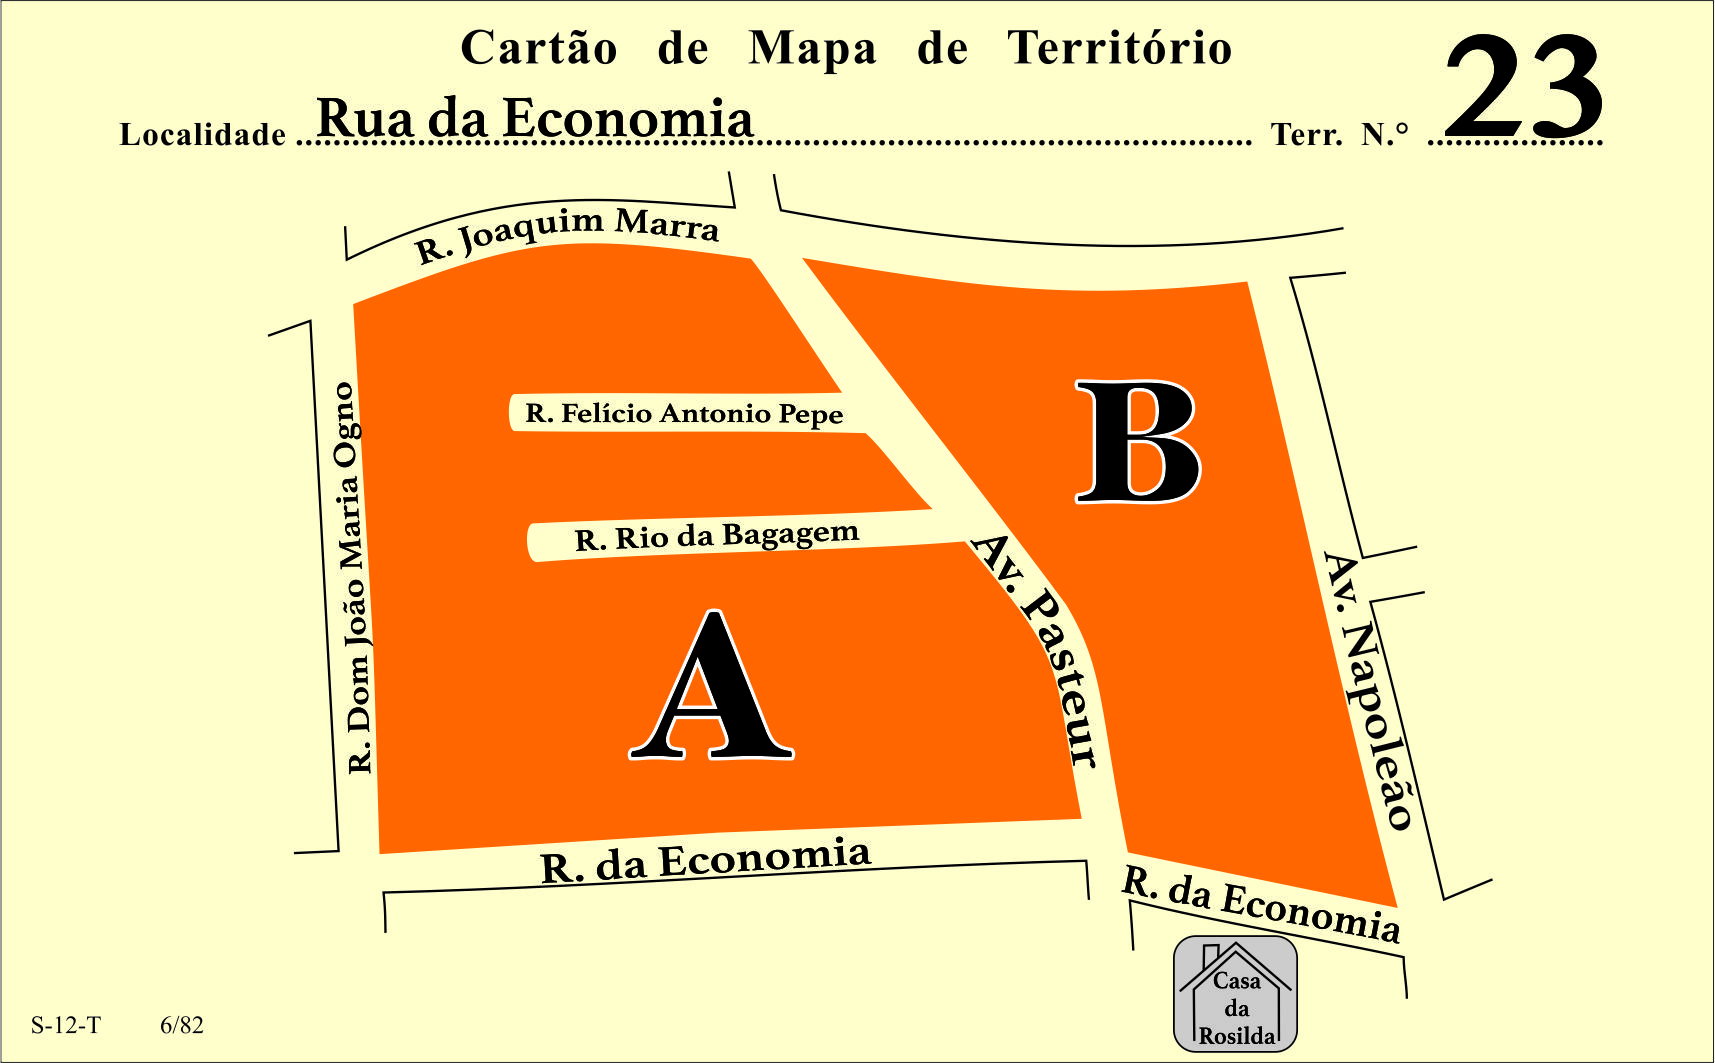 Cartão de Mapa de Território
23
Localidade Rua da Economia Terr. N.°
R. Joaquim Marra
R. Felício Antonio Pepe
B
R. Dom João Maria Ogno
R. Rio da Bagagem
Av. Pasteur
Av. Napoleão
A
R. da Economia
R. da Economia
Casa
da
Rosilda
S-12-T 6/82